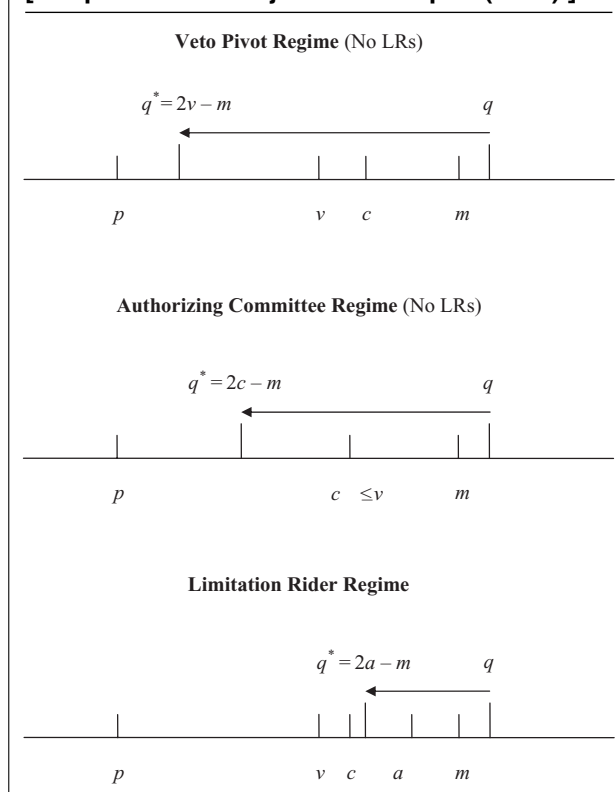 Veto Pivot Regime (No LRs)
q* = 2v – m q
p v c m
Authorizing Committee Regime (No LRs)
q* = 2c – m q
p c ≤v m
Limitation Rider Regime
q* = 2a – m q
p v c a m